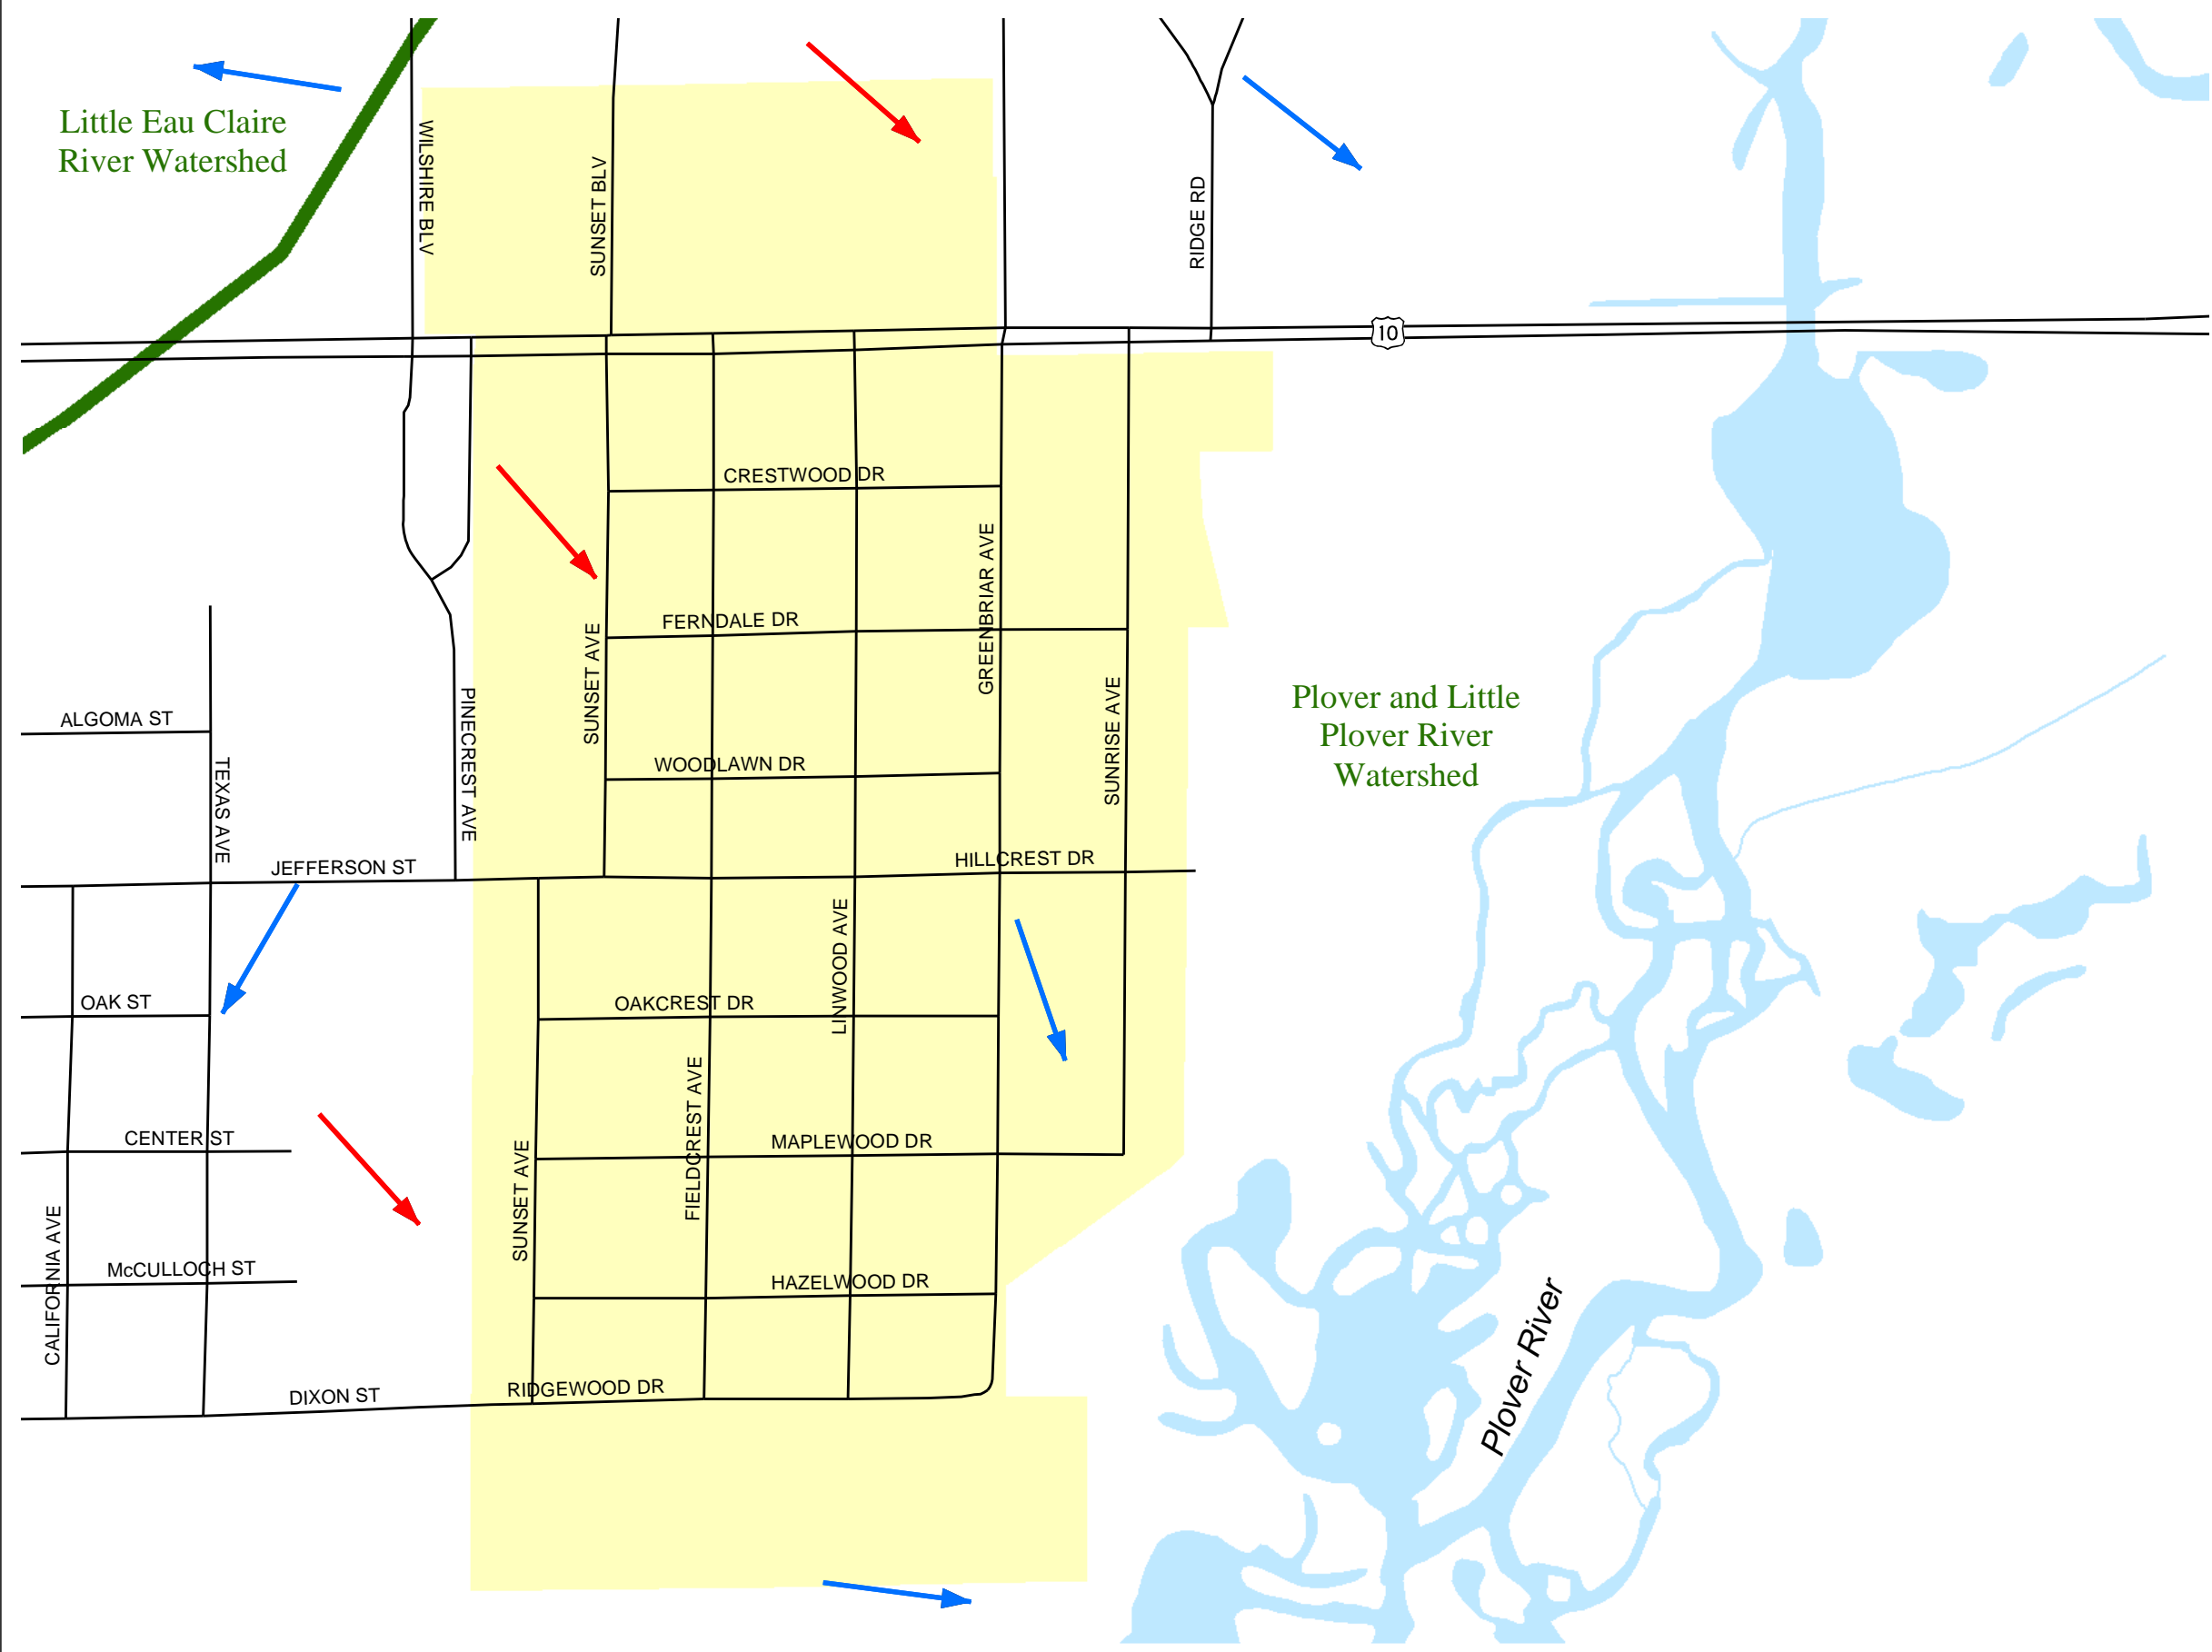 Little Eau Claire
River Watershed
WILSHIRE BLV
SUNSET BLV
RIDGE RD
10
CRESTWOOD DR
GREENBRIAR AVE
FERNDALE DR
SUNSET AVE
SUNRISE AVE
Plover and Little
Plover River
Watershed
PINECREST AVE
ALGOMA ST
TEXAS AVE
WOODLAWN DR
JEFFERSON ST
HILLCREST DR
LINWOOD AVE
OAK ST
OAKCREST DR
FIELDCREST AVE
CENTER ST
MAPLEWOOD DR
SUNSET AVE
CALIFORNIA AVE
McCULLOCH ST
HAZELWOOD DR
Plover River
DIXON ST
RIDGEWOOD DR